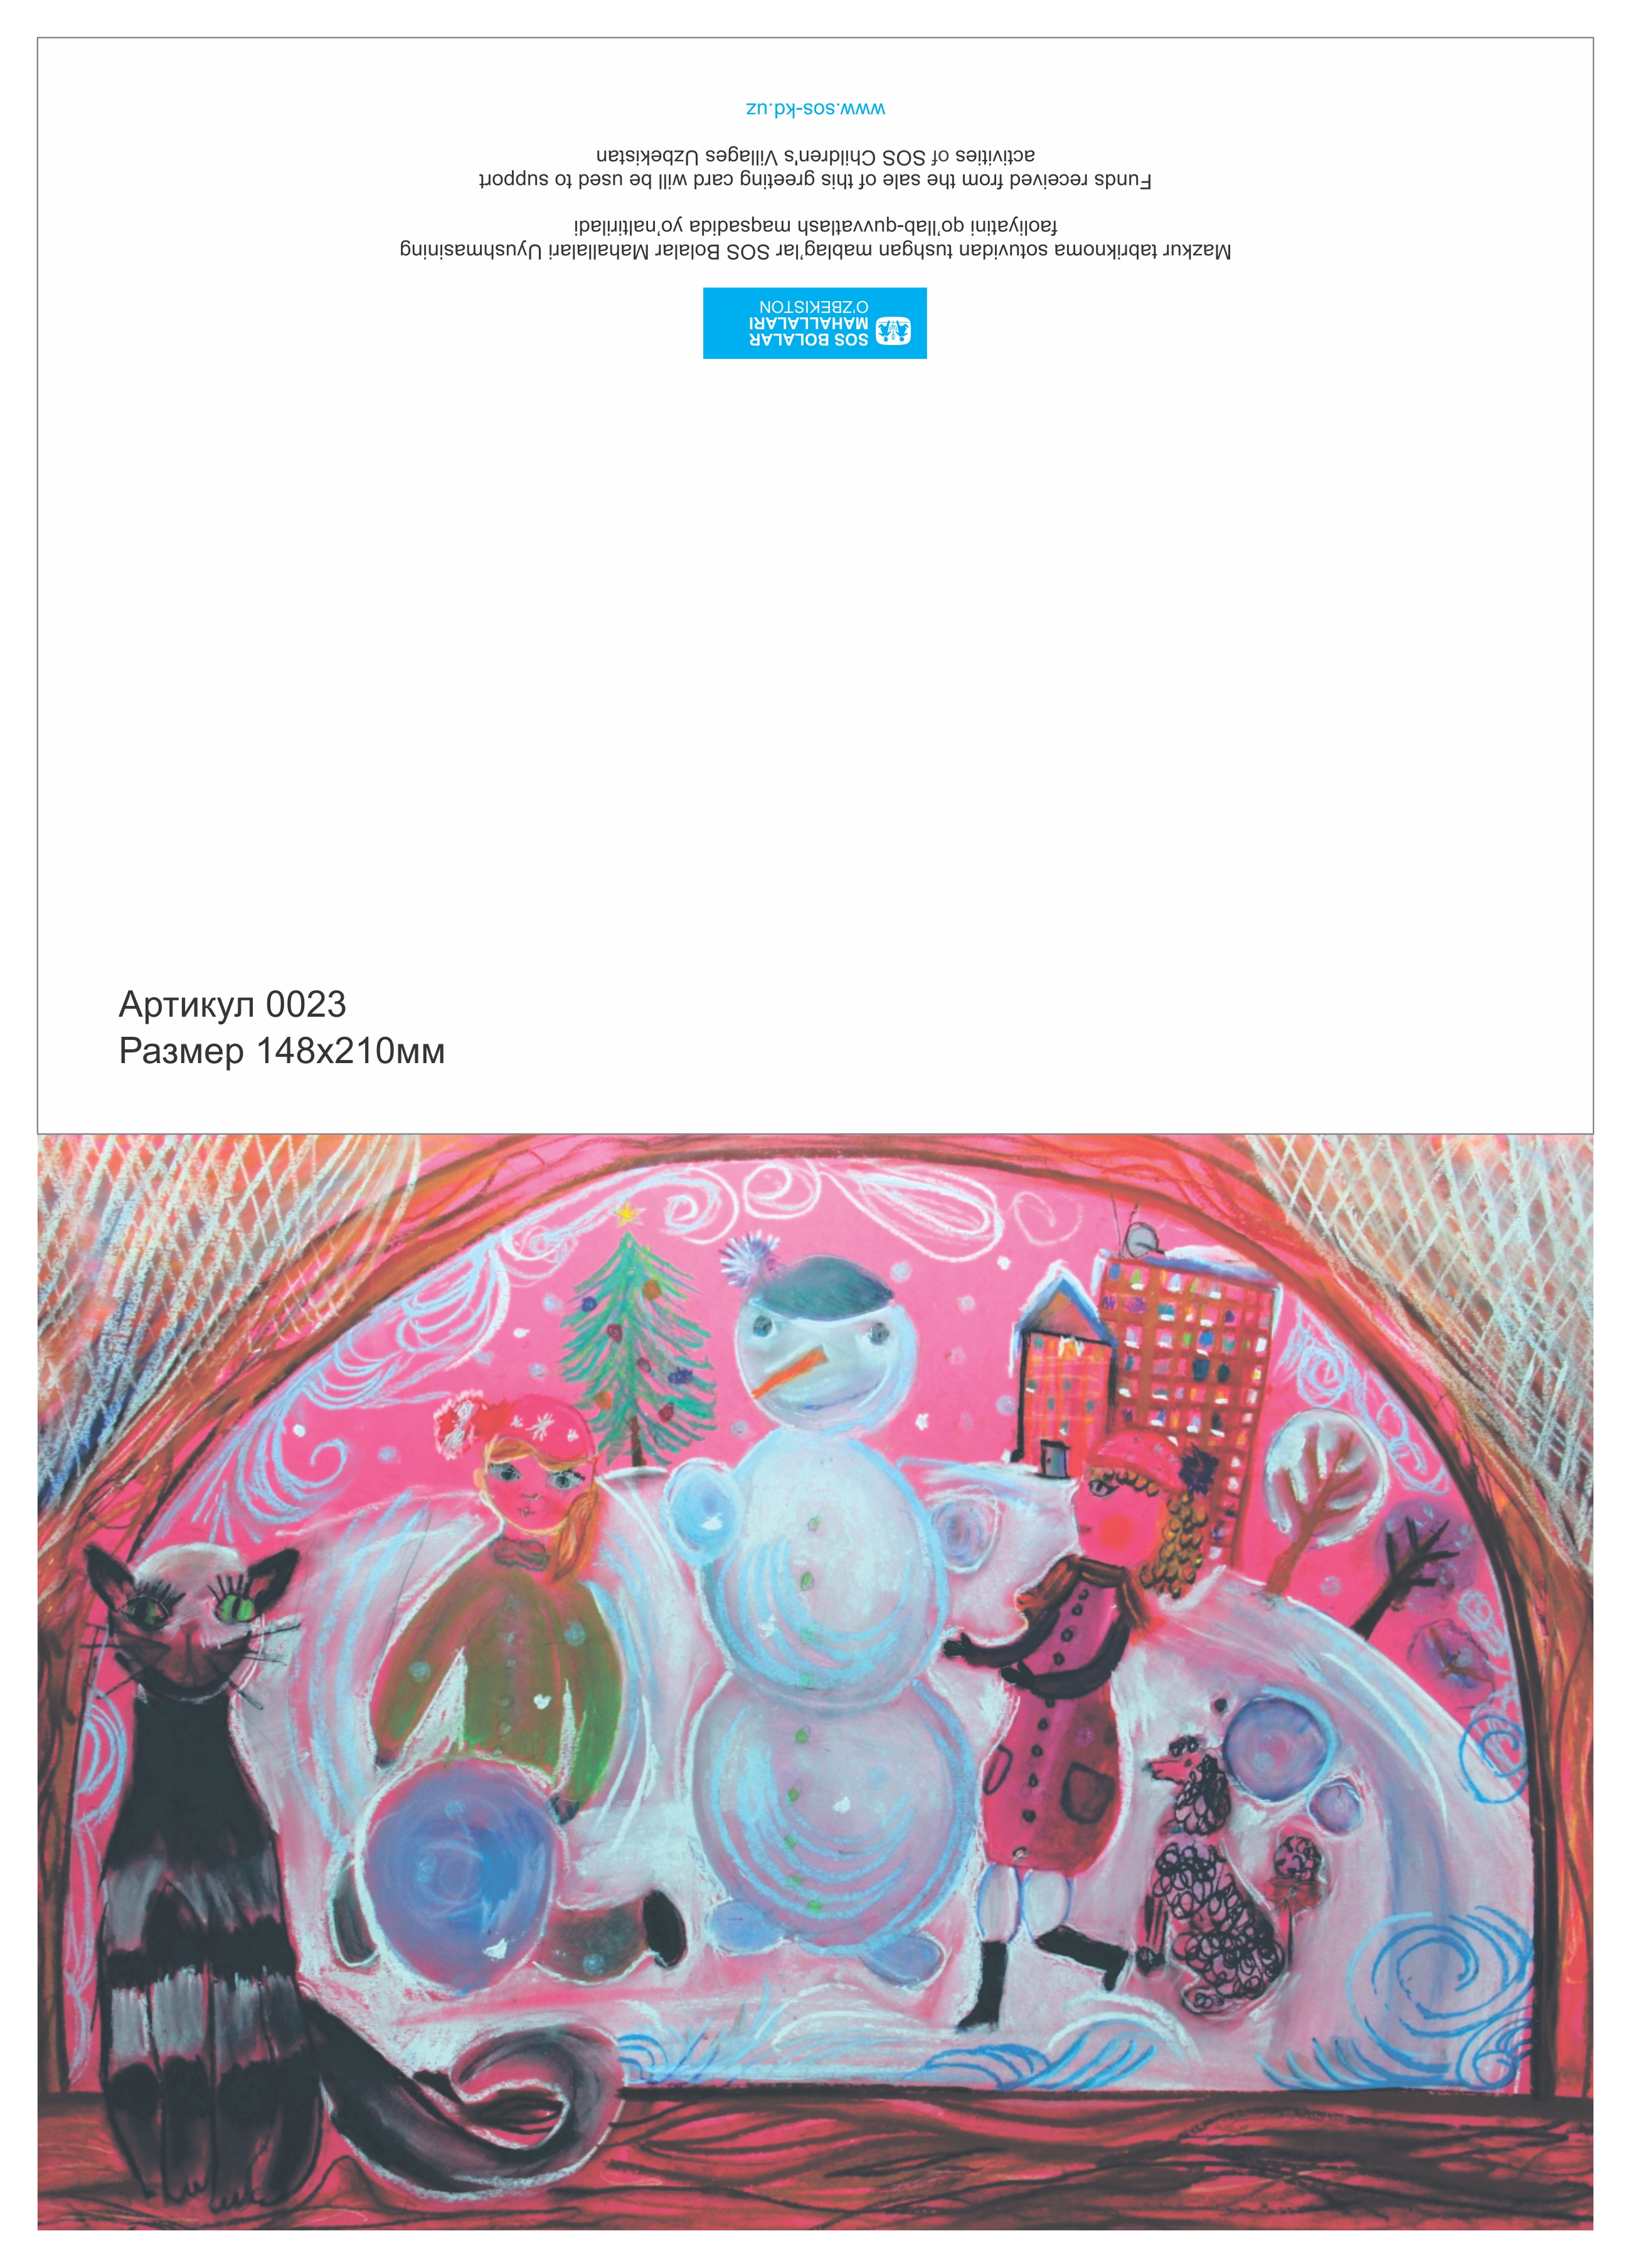 SOS BOLALAR
MAHALLALARI
O'ZBEKISTON
Mazkur tabriknoma sotuvidan tushgan mablag'lar SOS Bolalar Mahallalari Uyushmasining
faoliyatini qo'llab-quvvatlash maqsadida yo'naltiriladi
Funds received from the sale of this greeting card will be used to support
activities of SOS Children's Villages Uzbekistan
www.sos-kd.uz
Артикул 0023
Размер 148х210мм